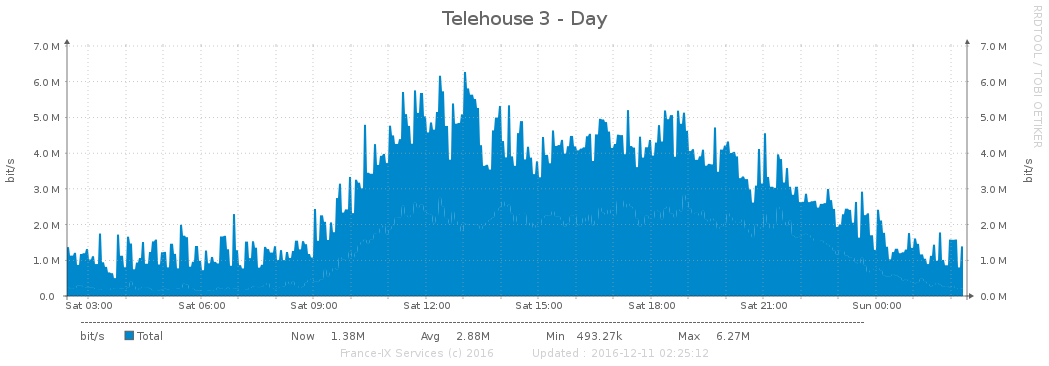 Telehouse 3 - Day
RRDTOOL / TOBI OETIKER
bit/s
7.0 M 7.0 M
6.0 M 6.0 M
5.0 M 5.0 M
4.0 M 4.0 M
3.0 M 3.0 M
2.0 M 2.0 M
1.0 M 1.0 M
0.0 0.0 M
bit/s
Sat 03:00 Sat 06:00 Sat 09:00 Sat 12:00 Sat 15:00 Sat 18:00 Sat 21:00 Sun 00:00
bit/s Total Now 1.38M Avg 2.88M Min 493.27k Max 6.27M
France-IX Services (c) 2016 Updated : 2016-12-11 02:25:12